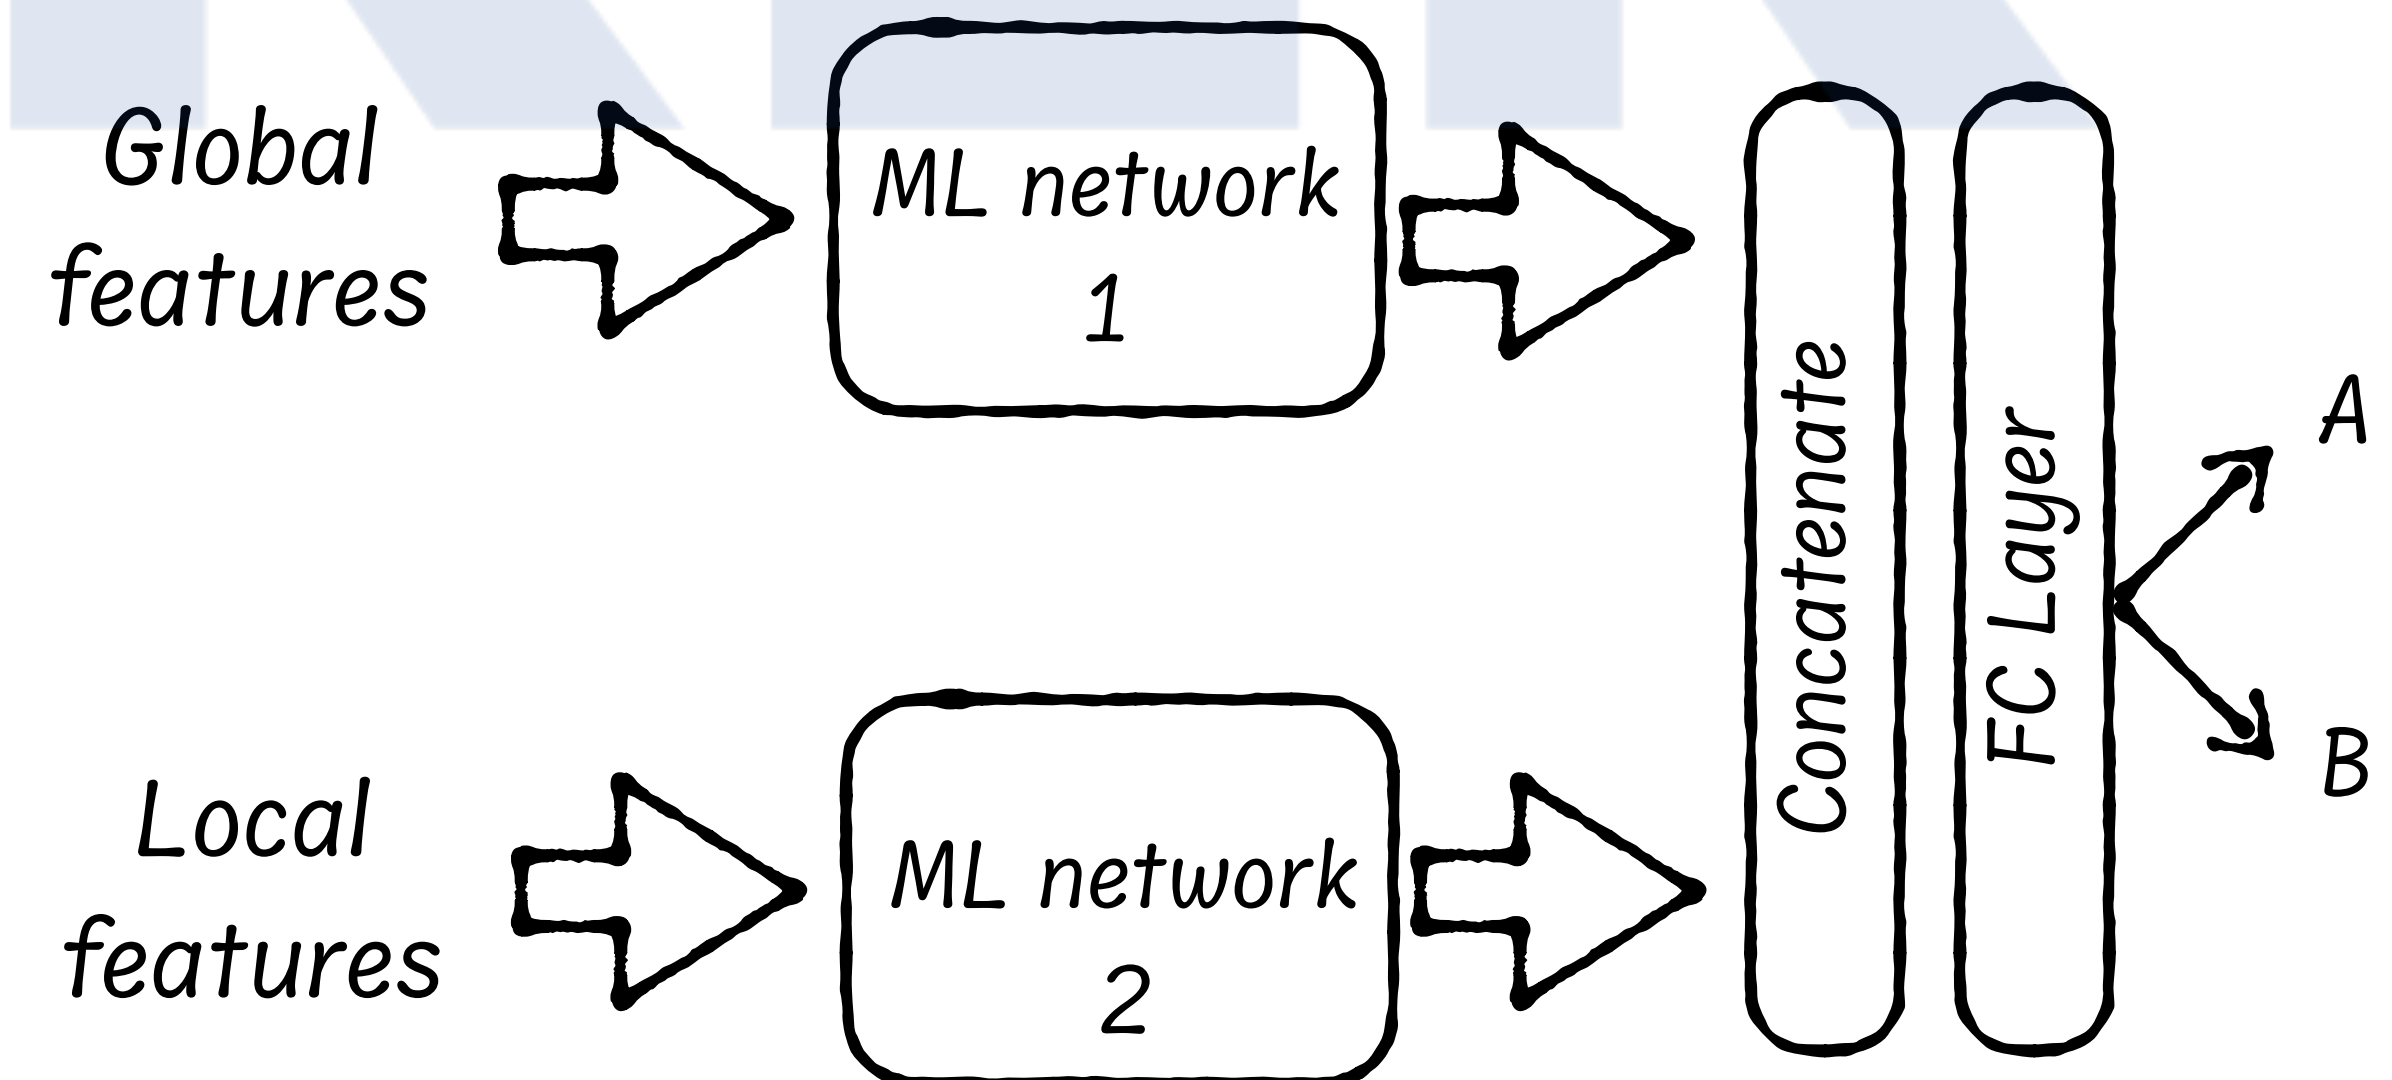 Global
features
ML network
1
Local
features
ML network
2
Concatenate
FC Layer
A
B